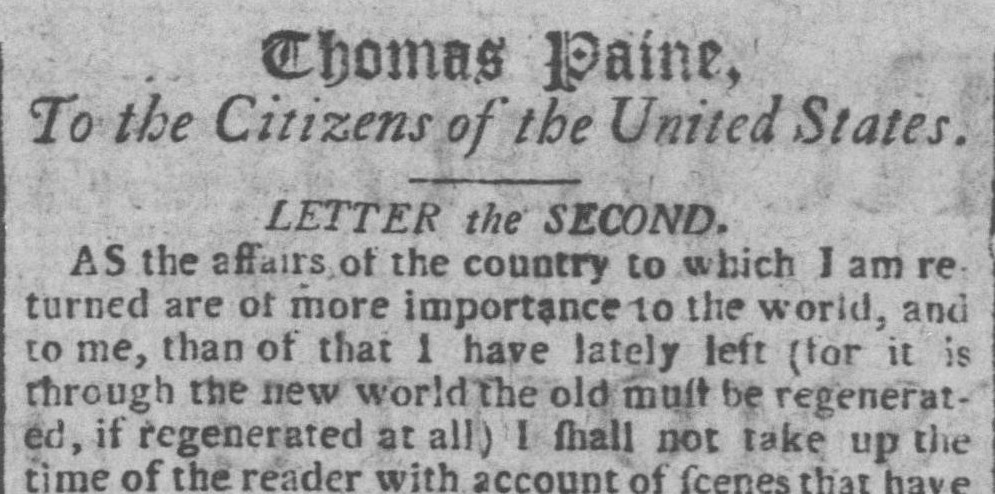 Thomas Paine,
To the Citizens of the United States.
LETTER the SECOND.
AS the affairs of the country to which I am re-
turned are of more importance to the world, and
to me, than of that I have lately left (for it is
through the new world the old muſt be regenerat-
ed, if regenerated at all) I ſhall not take up the
time of the reader with account of ſcenes that have